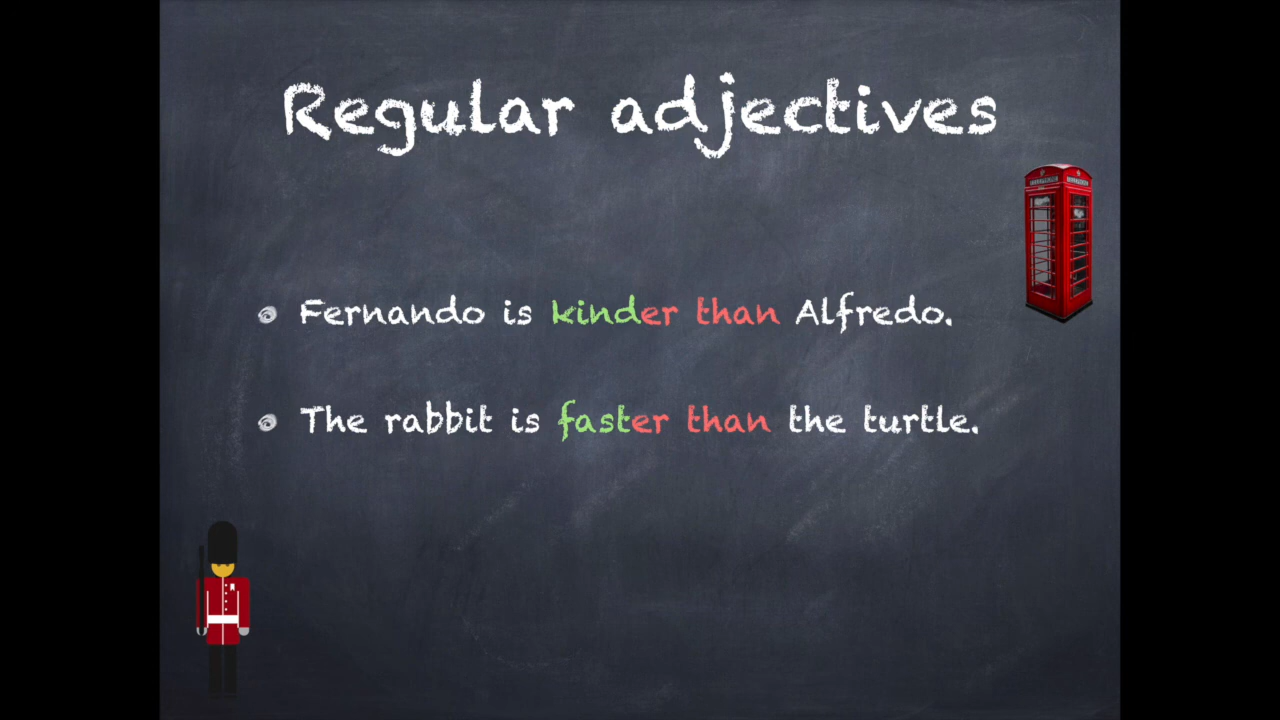 Regular adjectives
Fernando is kinder than Alfredo.
The rabbit is faster than the turtle.